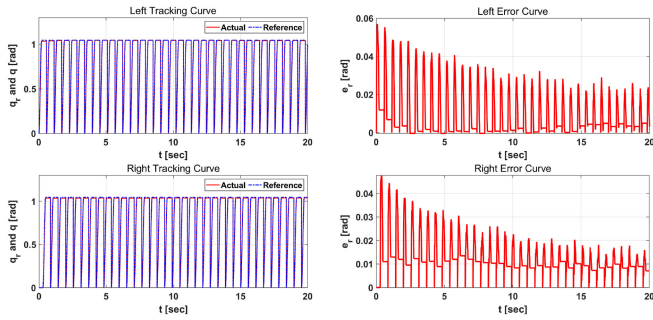 Left Tracking Curve
Actual Reference
1
0.5
0
q_r and q [rad]
0 5 10 15 20
t [sec]
Left Error Curve
0.06
0.04
0.02
0
e_r [rad]
0 5 10 15 20
t [sec]
Right Tracking Curve
Actual Reference
1
0.5
0
q_r and q [rad]
0 5 10 15 20
t [sec]
Right Error Curve
0.04
0.03
0.02
0.01
0
e_r [rad]
0 5 10 15 20
t [sec]